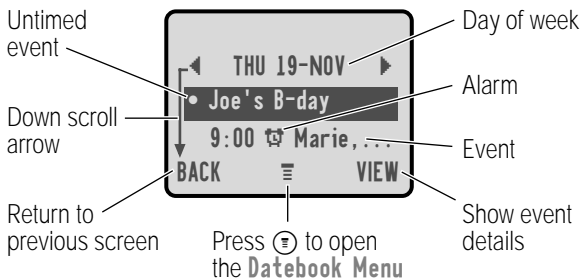 Untimed
event
Day of week
THU 19-NOV
Alarm
Joe's B-day
Down scroll
arrow
9:00 Marie,...
Event
BACK VIEW
Return to
previous screen
Press to open
the Datebook Menu
Show event
details